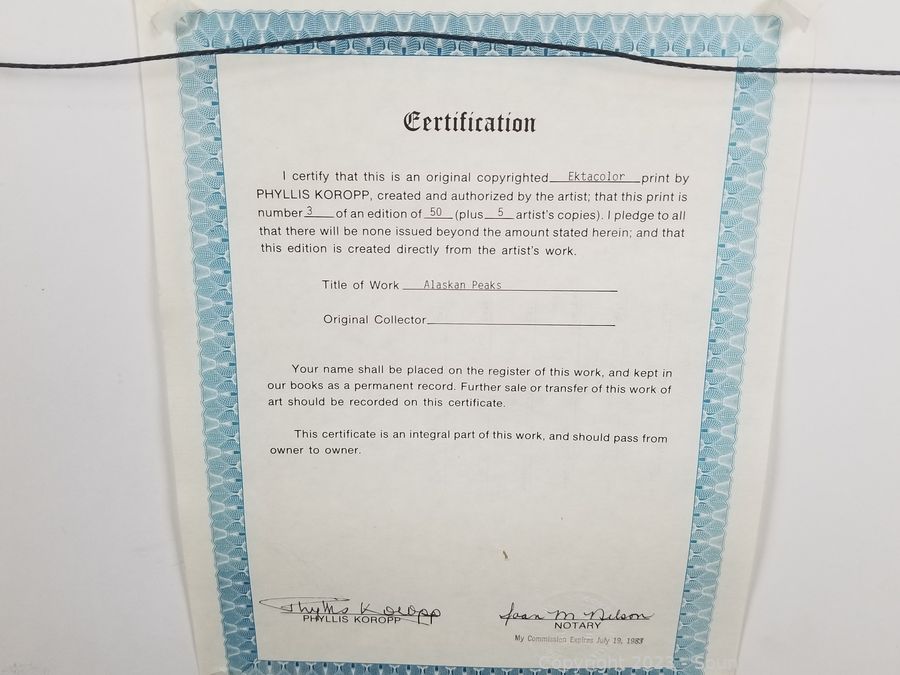 Certification
I certify that this is an original copyrighted Ektacolor print by
PHYLLIS KOROPP, created and authorized by the artist; that this print is
number 3 of an edition of 50 (plus 5 artist's copies). I pledge to all
that there will be none issued beyond the amount stated herein; and that
this edition is created directly from the artist's work.
Title of Work Alaskan Peaks
Original Collector
Your name shall be placed on the register of this work, and kept in
our books as a permanent record. Further sale or transfer of this work of
art should be recorded on this certificate.
This certificate is an integral part of this work, and should pass from
owner to owner.
Phyllis Koropp Joan M Nelson
PHYLLIS KOROPP NOTARY
My Commission Expires July 19, 1983
Copyright 2023